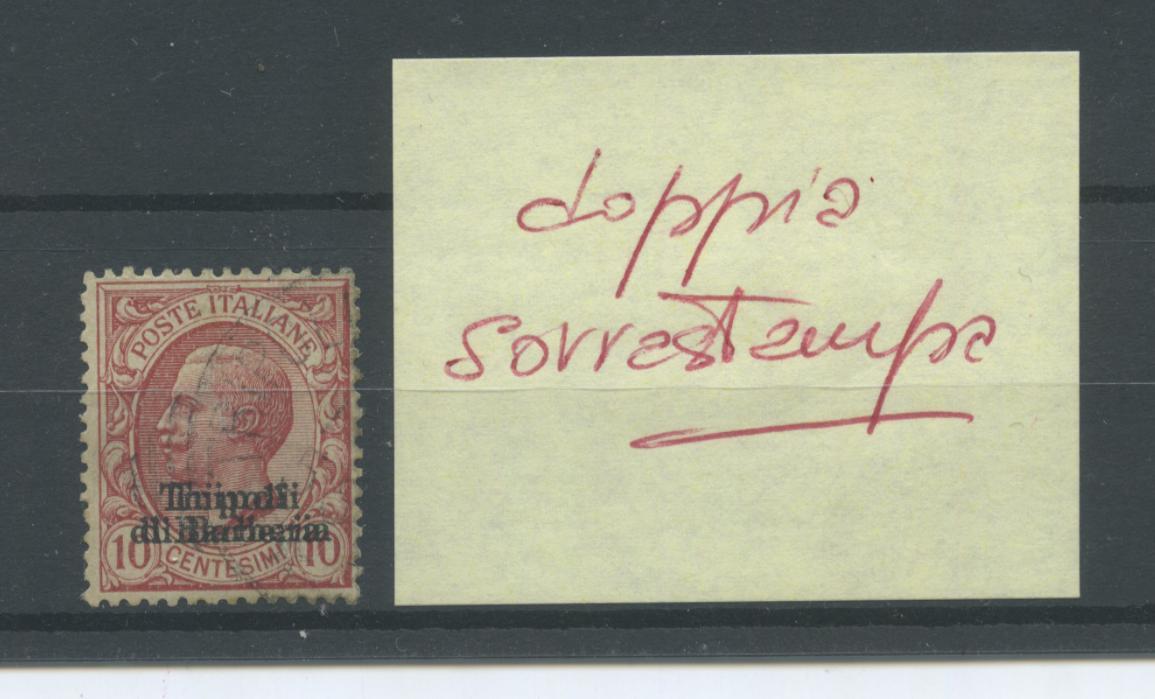 POSTE ITALIANE
Tripoli
di Barberia
10 CENTESIMI 10
doppia
sovrastampa